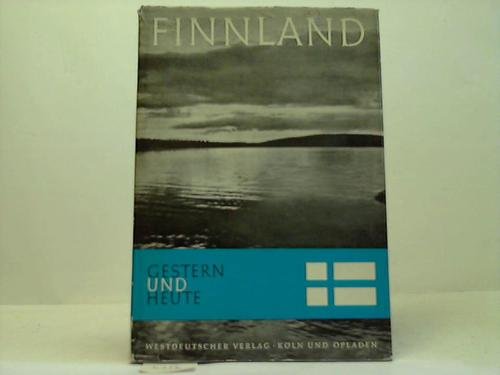 FINNLAND
GESTERN
UND
HEUTE
WESTDEUTSCHER VERLAG · KÖLN UND OPLADEN